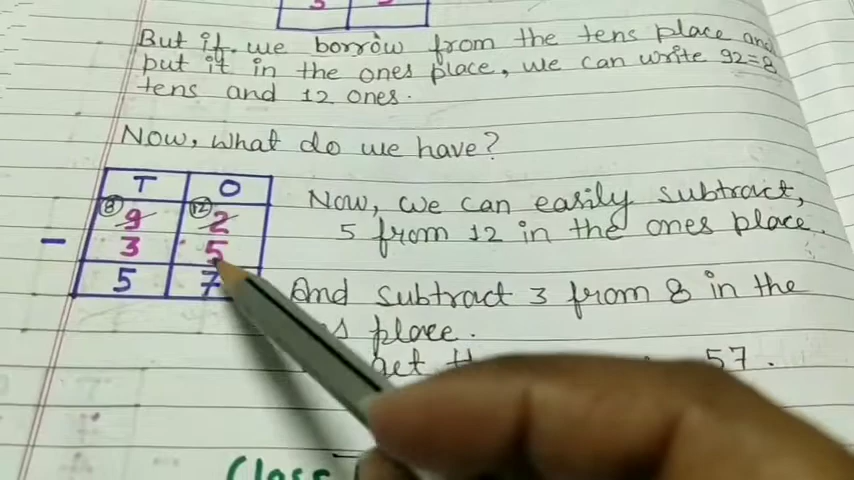 But if we borrow from the tens place and
put it in the ones place, we can write 92=8
tens and 12 ones.
Now, what do we have?
T O
8 9 12 2
- 3 5
5 7
Now, we can easily subtract,
5 from 12 in the ones place.
And subtract 3 from 8 in the
place.
get 57.
Class